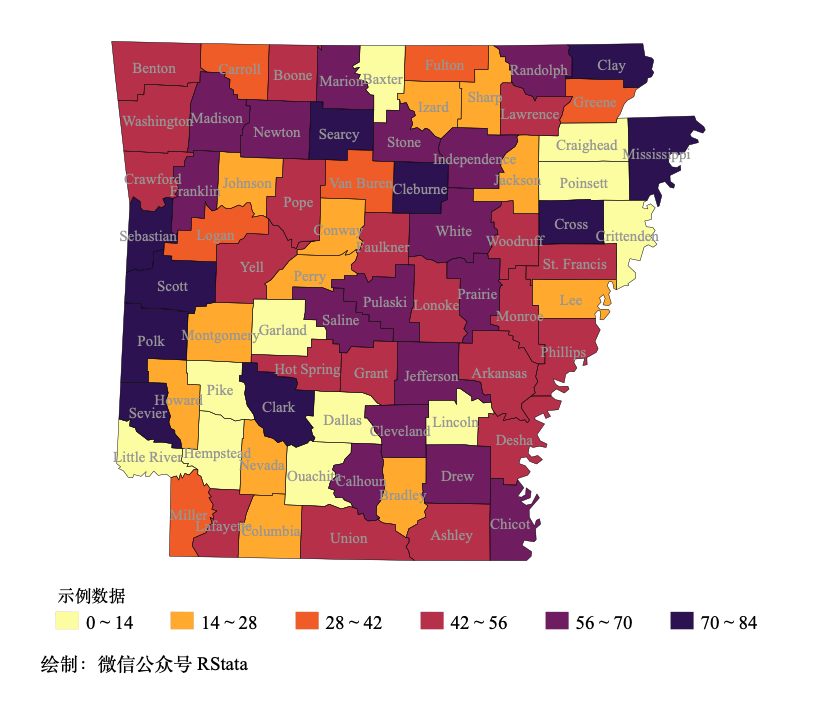 Benton Carroll Boone Marion Baxter Fulton Sharp Randolph Clay
Washington Madison Newton Searcy Stone Izard Lawrence Greene
Independence Craighead Mississippi
Crawford Franklin Johnson Pope Van Buren Cleburne Jackson Poinsett
Sebastian Logan Conway Faulkner White Woodruff Cross Crittenden
Scott Yell Perry Pulaski Lonoke Prairie St. Francis
Polk Montgomery Garland Saline Monroe Lee
Hot Spring Grant Jefferson Arkansas Phillips
Sevier Howard Pike Clark Dallas Cleveland Lincoln Desha
Little River Hempstead Nevada Ouachita Calhoun Bradley Drew
Miller Lafayette Columbia Union Ashley Chicot
示例数据
0 ~ 14 14 ~ 28 28 ~ 42 42 ~ 56 56 ~ 70 70 ~ 84
绘制：微信公众号 RStata